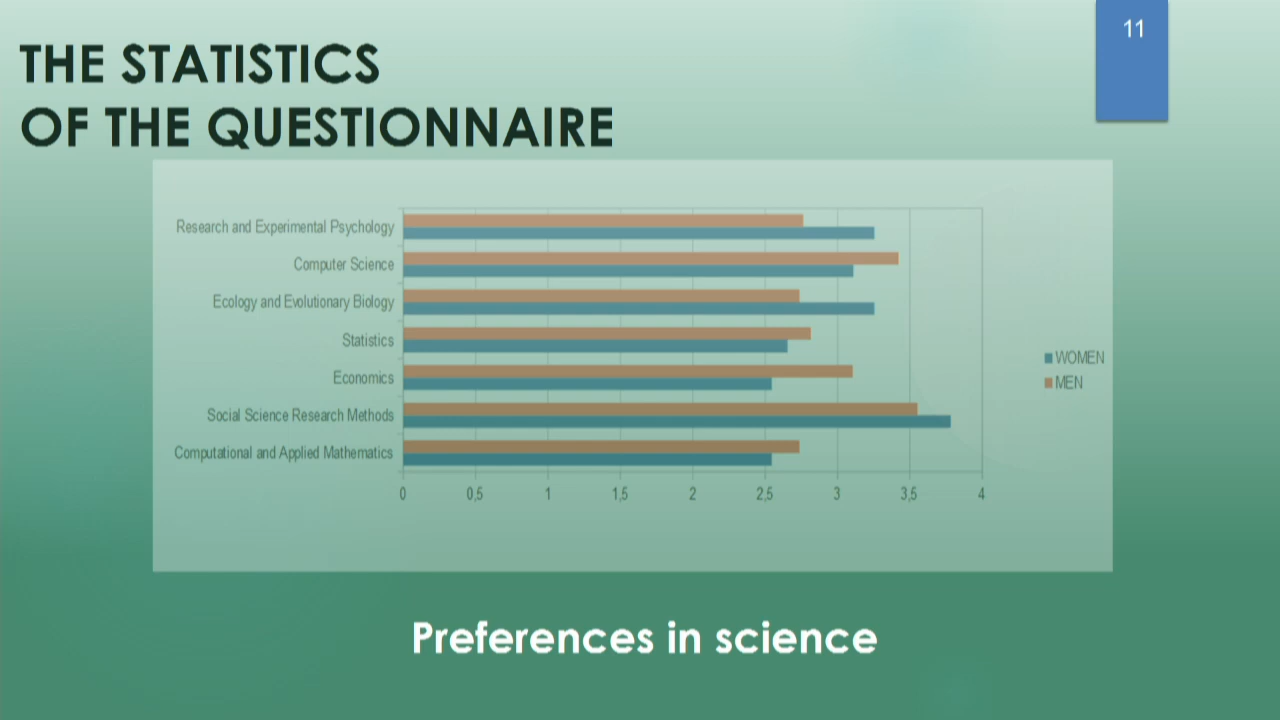 11
THE STATISTICS
OF THE QUESTIONNAIRE
Research and Experimental Psychology
Computer Science
Ecology and Evolutionary Biology
Statistics
Economics
Social Science Research Methods
Computational and Applied Mathematics
0 0,5 1 1,5 2 2,5 3 3,5 4
WOMEN
MEN
Preferences in science